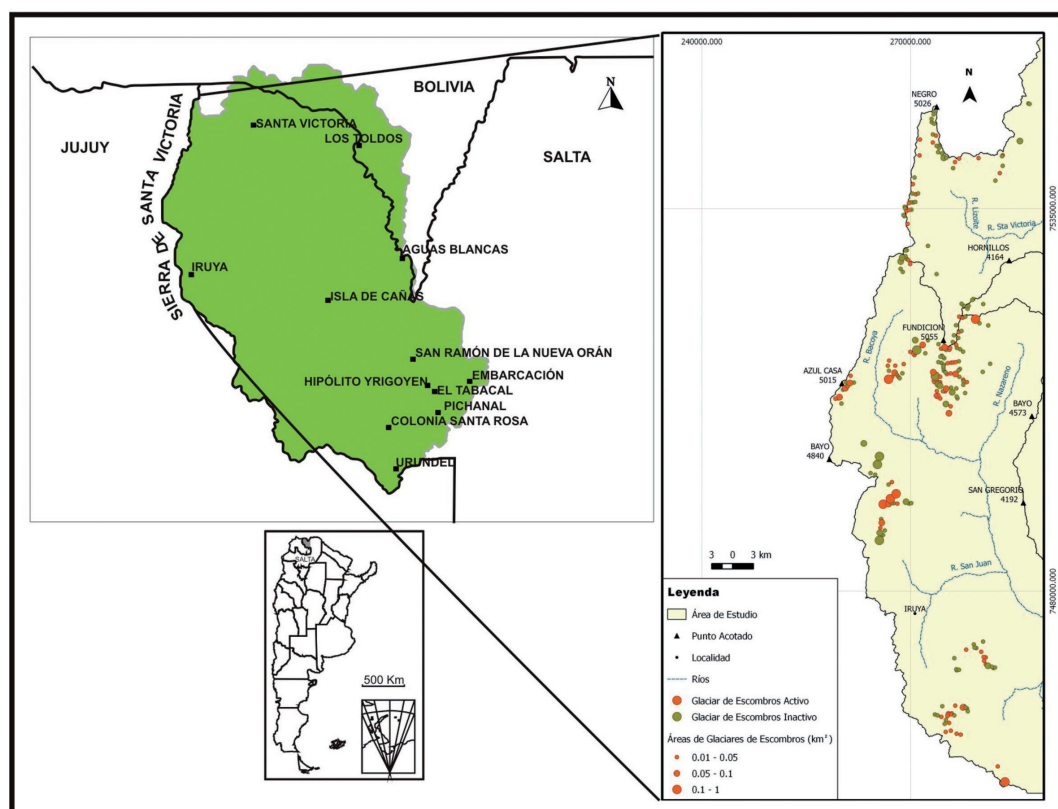 BOLIVIA
N
JUJUY
SALTA
SIERRA DE SANTA VICTORIA
SANTA VICTORIA
LOS TOLDOS
AGUAS BLANCAS
IRUYA
ISLA DE CAÑAS
SAN RAMÓN DE LA NUEVA ORÁN
HIPÓLITO YRIGOYEN
EMBARCACIÓN
EL TABACAL
PICHANAL
COLONIA SANTA ROSA
URUNDEL
SALTA
500 Km
240000.000
270000.000
N
NEGRO
5026
7535000.000
R. Lizoite
R. Sta Victoria
HORNILLOS
4164
FUNDICION
5055
R. Bacoya
AZUL CASA
5015
R. Nazareno
BAYO
4573
BAYO
4840
SAN GREGORIO
4192
3 0 3 km
R. San Juan
7480000.000
IRUYA
Leyenda
Área de Estudio
Punto Acotado
Localidad
Ríos
Glaciar de Escombros Activo
Glaciar de Escombros Inactivo
Áreas de Glaciares de Escombros (km²)
0.01 - 0.05
0.05 - 0.1
0.1 - 1